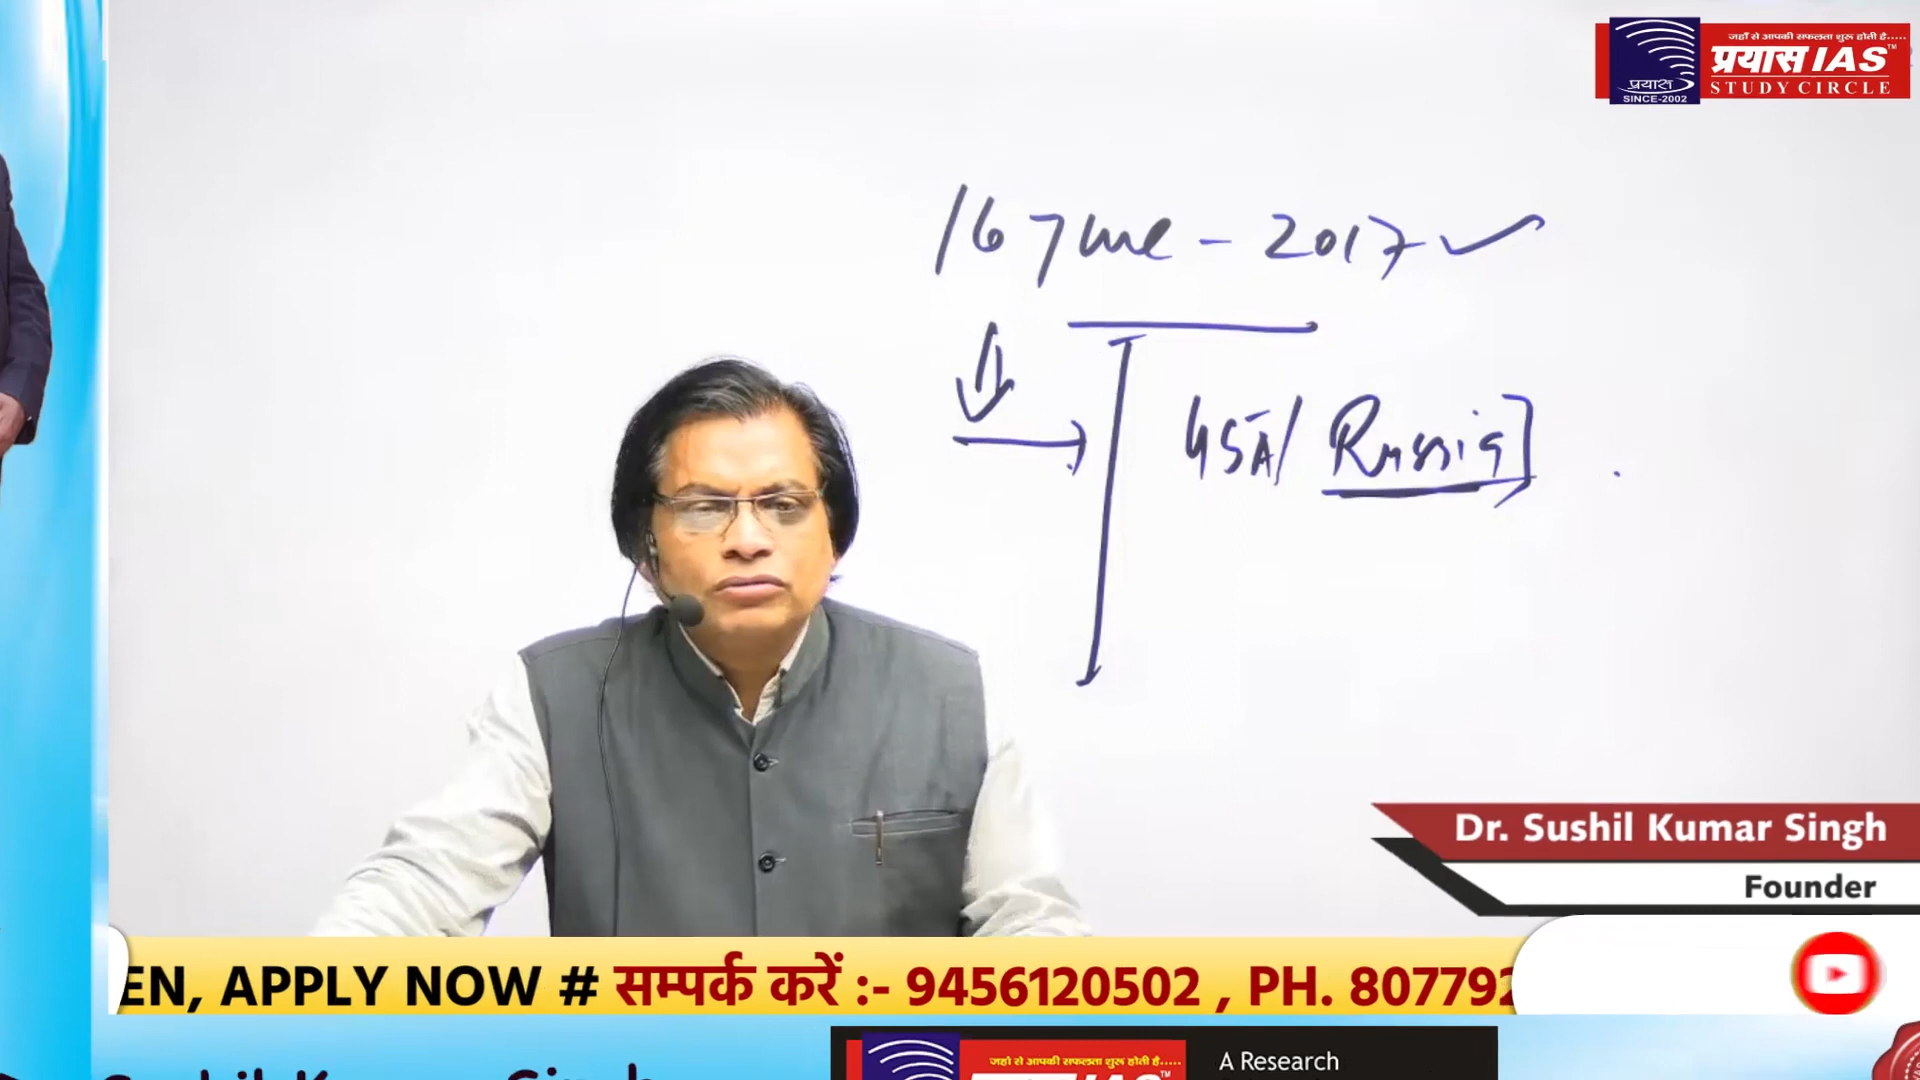 जहाँ से आपकी सफलता शुरू होती है.....
प्रयास IAS™
STUDY CIRCLE
प्रयास
SINCE-2002
16 June - 2017
USA/ Russia]
Dr. Sushil Kumar Singh
Founder
EN, APPLY NOW # सम्पर्क करें :- 9456120502 , PH. 80779
जहाँ से आपकी सफलता शुरू होती है.....
A Research